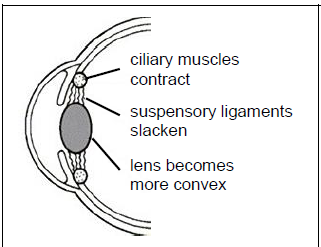 ciliary muscles
contract
suspensory ligaments
slacken
lens becomes
more convex